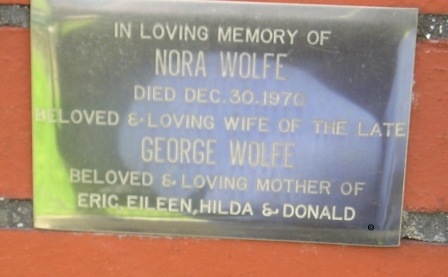 IN LOVING MEMORY OF
NORA WOLFE
DIED DEC. 30. 1970
BELOVED & LOVING WIFE OF THE LATE
GEORGE WOLFE
BELOVED & LOVING MOTHER OF
ERIC, EILEEN, HILDA & DONALD